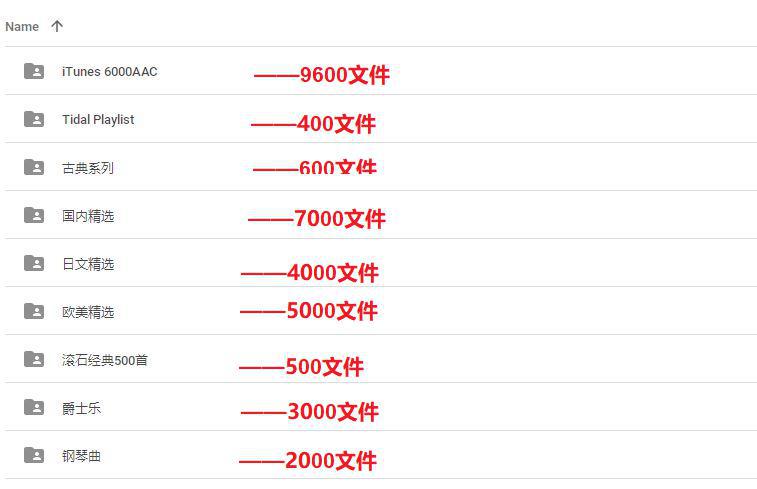 Name
iTunes 6000AAC ——9600文件
Tidal Playlist ——400文件
古典系列 ——600文件
国内精选 ——7000文件
日文精选 ——4000文件
欧美精选 ——5000文件
滚石经典500首 ——500文件
爵士乐 ——3000文件
钢琴曲 ——2000文件